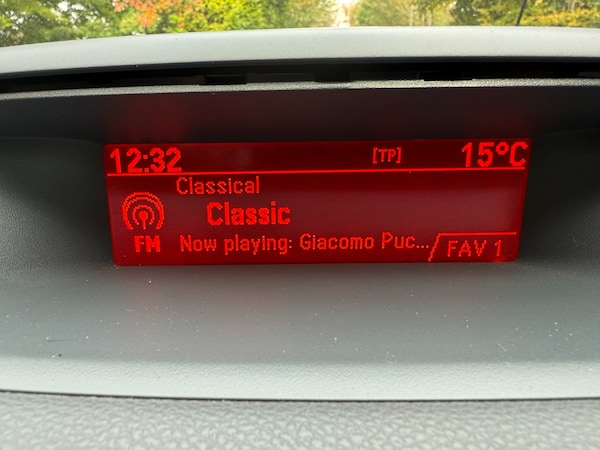 12:32 [TP] 15°C
Classical
Classic
FM Now playing: Giacomo Puc...
FAV 1